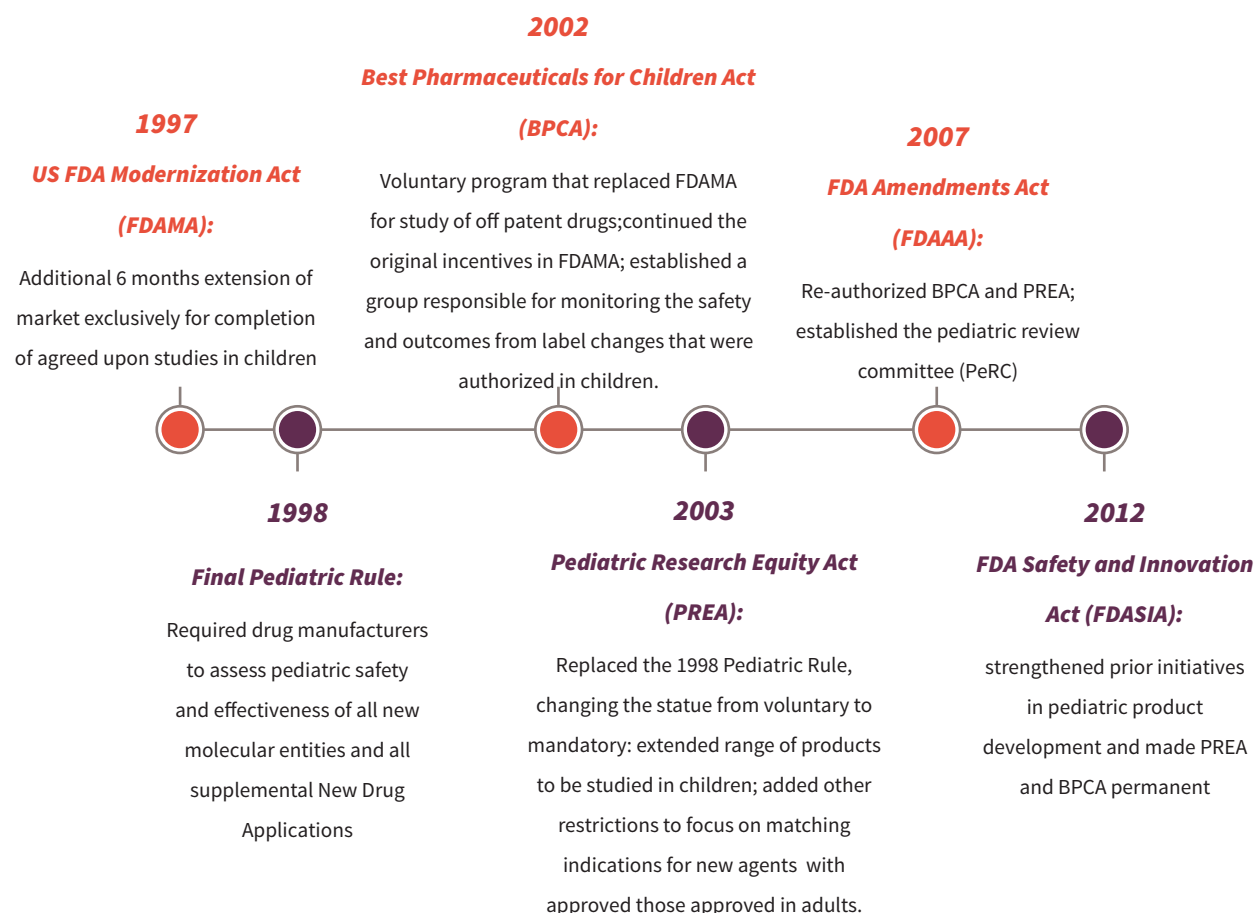 1997
US FDA Modernization Act
(FDAMA):
Additional 6 months extension of
market exclusively for completion
of agreed upon studies in children
2002
Best Pharmaceuticals for Children Act
(BPCA):
Voluntary program that replaced FDAMA
for study of off patent drugs;continued the
original incentives in FDAMA; established a
group responsible for monitoring the safety
and outcomes from label changes that were
authorized in children.
2007
FDA Amendments Act
(FDAAA):
Re-authorized BPCA and PREA;
established the pediatric review
committee (PeRC)
1998
Final Pediatric Rule:
Required drug manufacturers
to assess pediatric safety
and effectiveness of all new
molecular entities and all
supplemental New Drug
Applications
2003
Pediatric Research Equity Act
(PREA):
Replaced the 1998 Pediatric Rule,
changing the statue from voluntary to
mandatory: extended range of products
to be studied in children; added other
restrictions to focus on matching
indications for new agents  with
approved those approved in adults.
2012
FDA Safety and Innovation
Act (FDASIA):
strengthened prior initiatives
in pediatric product
development and made PREA
and BPCA permanent